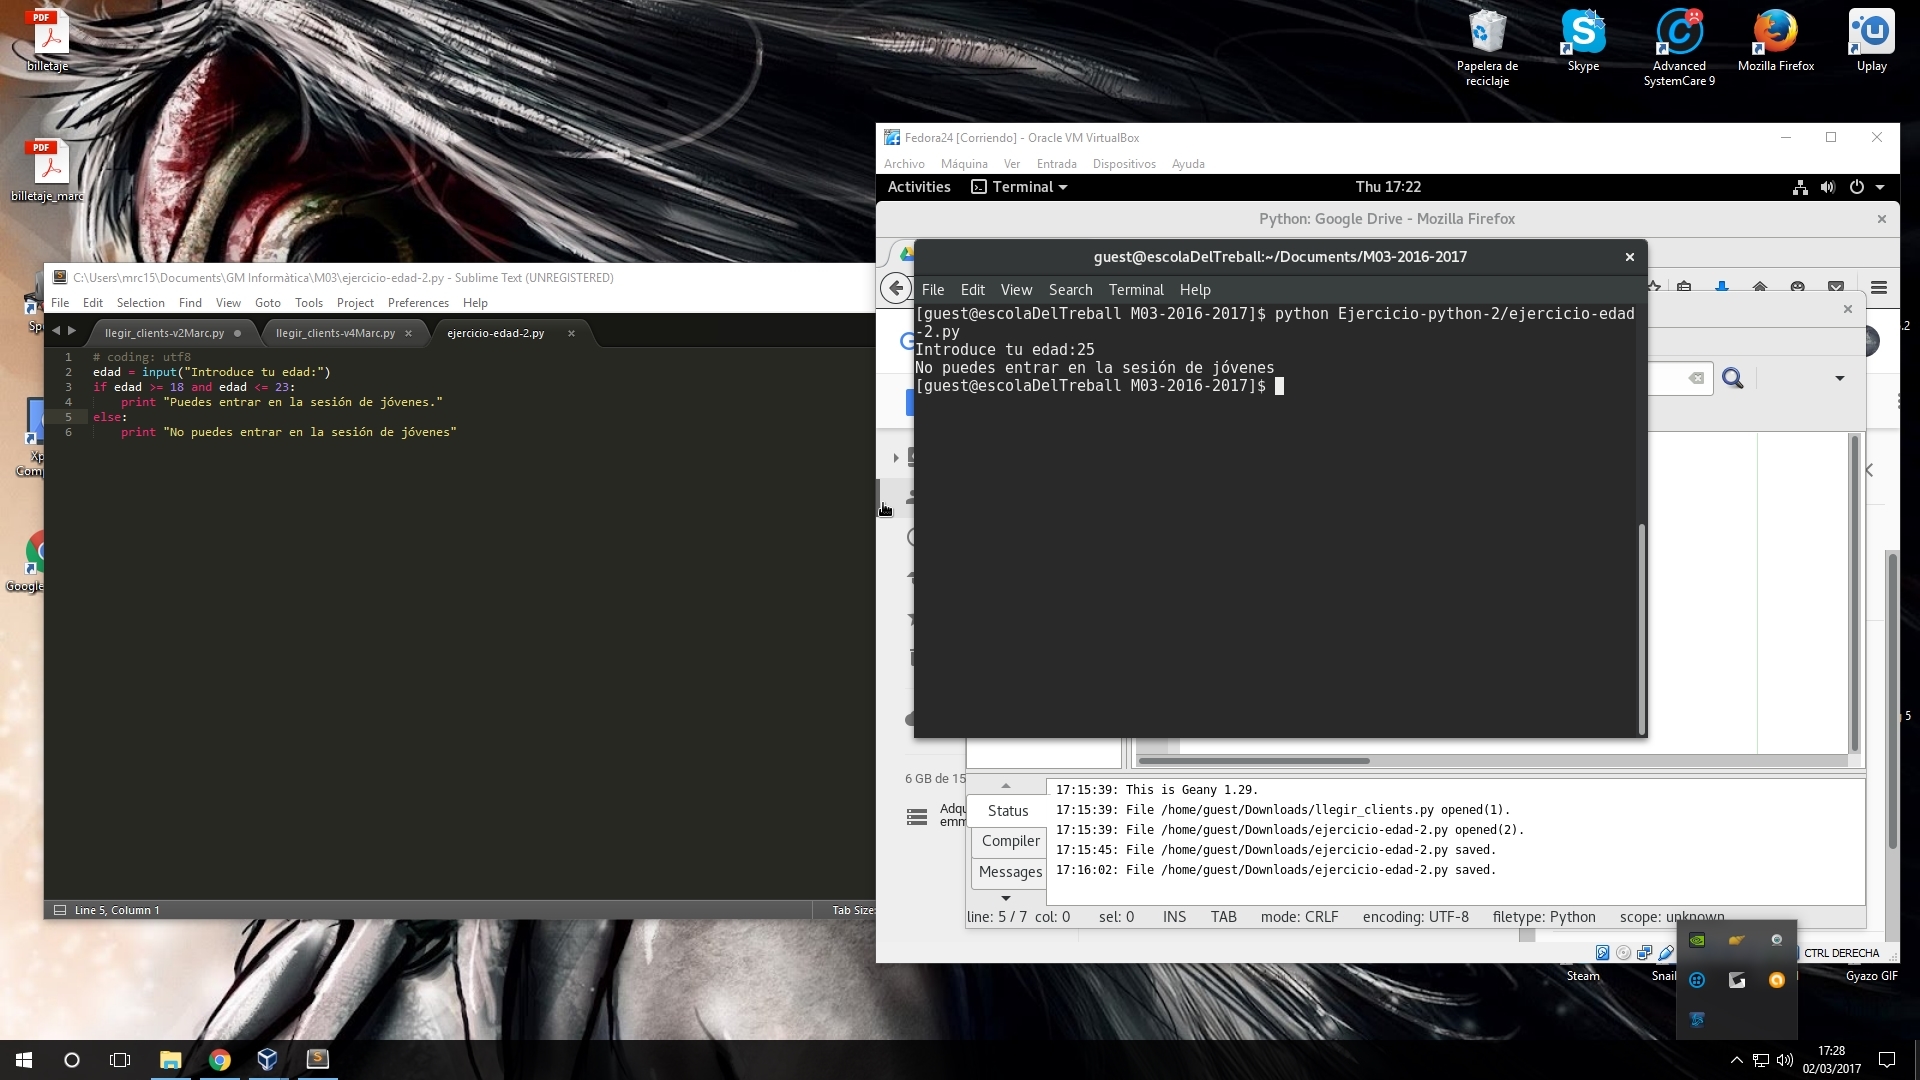 PDF
billetaje
PDF
billetaje_marc
Papelera de
reciclaje
Skype
Advanced
SystemCare 9
Mozilla Firefox
Uplay
C:\Users\mrc15\Documents\GM Informàtica\M03\ejercicio-edad-2.py - Sublime Text (UNREGISTERED)
File Edit Selection Find View Goto Tools Project Preferences Help
llegir_clients-v2Marc.py llegir_clients-v4Marc.py ejercicio-edad-2.py
1 # coding: utf8
2 edad = input("Introduce tu edad:")
3 if edad >= 18 and edad <= 23:
4 print "Puedes entrar en la sesión de jóvenes."
5 else:
6 print "No puedes entrar en la sesión de jóvenes"
Line 5, Column 1 Tab Size:
Google
Fedora24 [Corriendo] - Oracle VM VirtualBox
Archivo Máquina Ver Entrada Dispositivos Ayuda
Activities Terminal Thu 17:22
Python: Google Drive - Mozilla Firefox
guest@escolaDelTreball:~/Documents/M03-2016-2017
File Edit View Search Terminal Help
[guest@escolaDelTreball M03-2016-2017]$ python Ejercicio-python-2/ejercicio-edad
-2.py
Introduce tu edad:25
No puedes entrar en la sesión de jóvenes
[guest@escolaDelTreball M03-2016-2017]$
6 GB de 15
Status
Compiler
Messages
17:15:39: This is Geany 1.29.
17:15:39: File /home/guest/Downloads/llegir_clients.py opened(1).
17:15:39: File /home/guest/Downloads/ejercicio-edad-2.py opened(2).
17:15:45: File /home/guest/Downloads/ejercicio-edad-2.py saved.
17:16:02: File /home/guest/Downloads/ejercicio-edad-2.py saved.
line: 5 / 7 col: 0 sel: 0 INS TAB mode: CRLF encoding: UTF-8 filetype: Python scope: unknown
CTRL DERECHA
Steam
Gyazo GIF
17:28
02/03/2017